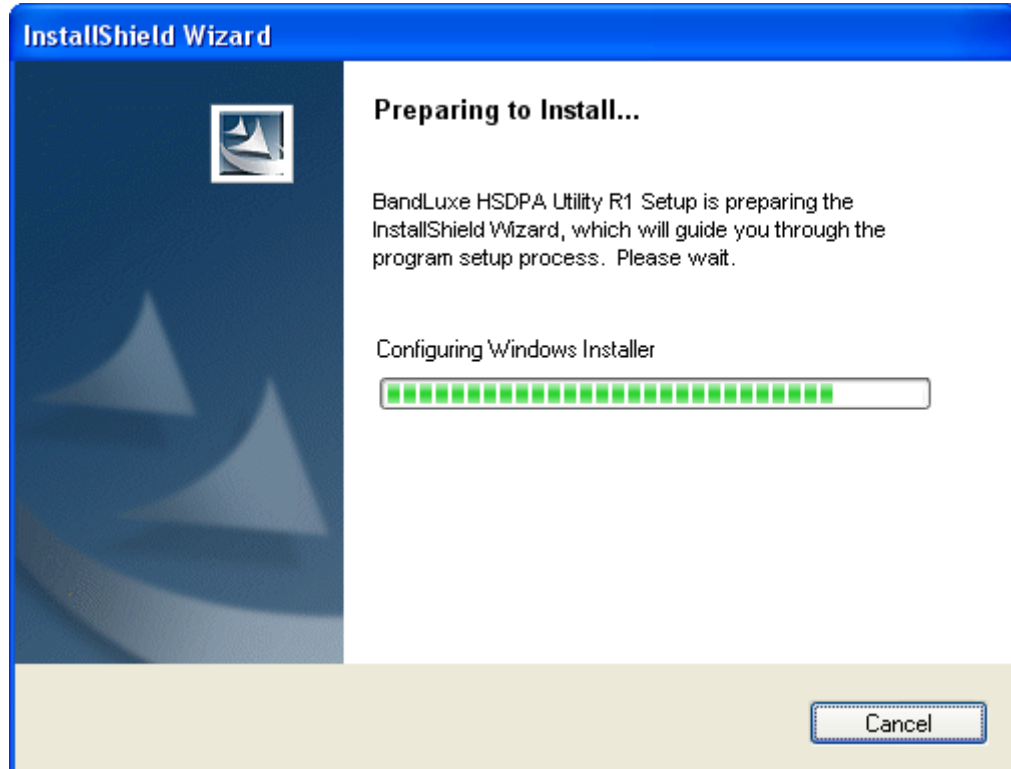 InstallShield Wizard
Preparing to Install...
BandLuxe HSDPA Utility R1 Setup is preparing the
InstallShield Wizard, which will guide you through the
program setup process.  Please wait.
Configuring Windows Installer
Cancel